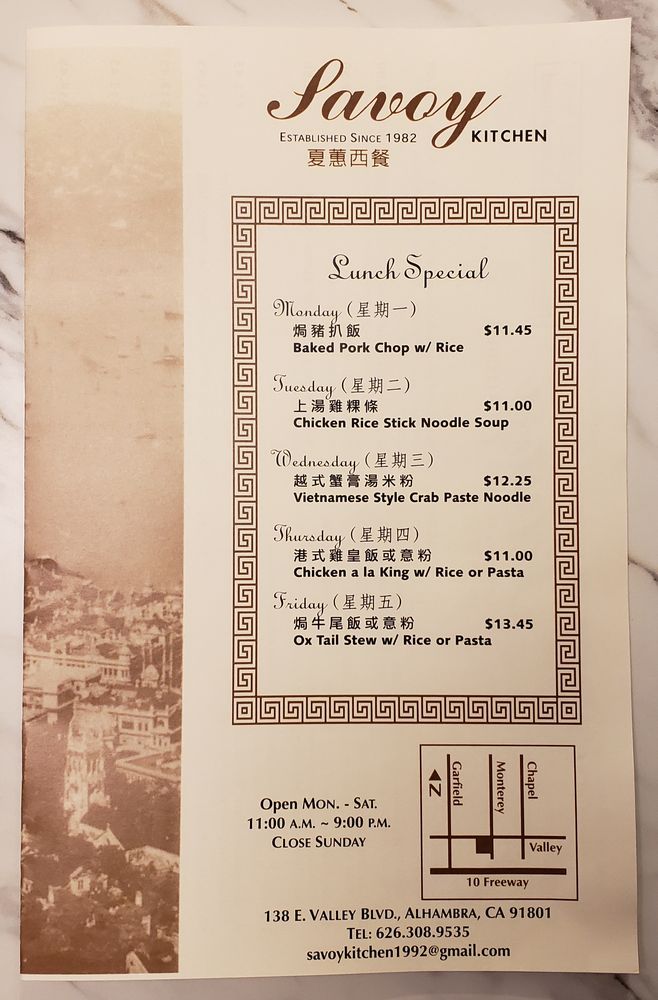 Savoy
KITCHEN
ESTABLISHED SINCE 1982
夏蕙西餐
Lunch Special
Monday (星期一)
焗豬扒飯 $11.45
Baked Pork Chop w/ Rice
Tuesday (星期二)
上湯雞粿條 $11.00
Chicken Rice Stick Noodle Soup
Wednesday (星期三)
越式蟹膏湯米粉 $12.25
Vietnamese Style Crab Paste Noodle
Thursday (星期四)
港式雞皇飯或意粉 $11.00
Chicken a la King w/ Rice or Pasta
Friday (星期五)
焗牛尾飯或意粉 $13.45
Ox Tail Stew w/ Rice or Pasta
OPEN MON. - SAT.
11:00 A.M. ~ 9:00 P.M.
CLOSE SUNDAY
N
Garfield
Monterey
Chapel
Valley
10 Freeway
138 E. VALLEY BLVD., ALHAMBRA, CA 91801
TEL: 626.308.9535
savoykitchen1992@gmail.com